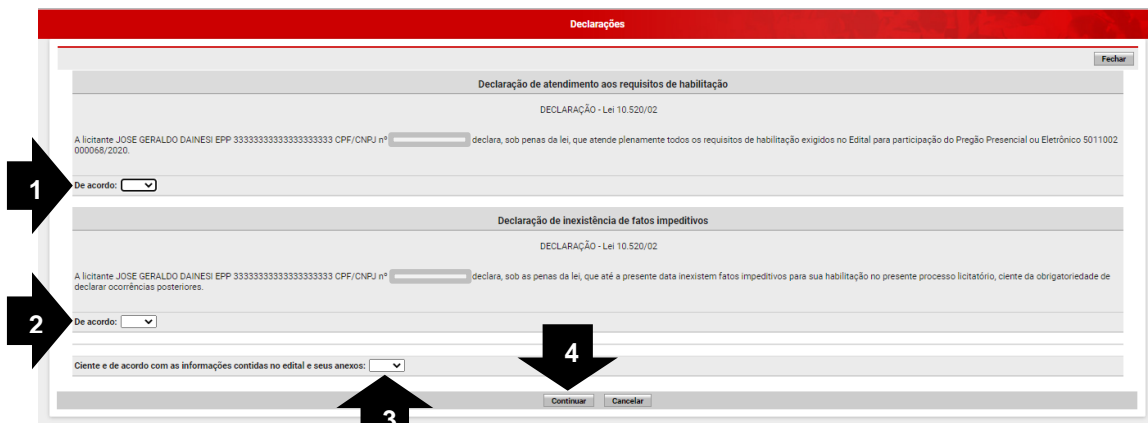 Declarações
Fechar
Declaração de atendimento aos requisitos de habilitação
DECLARAÇÃO - Lei 10.520/02
A licitante JOSE GERALDO DAINESI EPP 33333333333333333333 CPF/CNPJ nº declara, sob penas da lei, que atende plenamente todos os requisitos de habilitação exigidos no Edital para participação do Pregão Presencial ou Eletrônico 5011002
000068/2020.
1
De acordo:
Declaração de inexistência de fatos impeditivos
DECLARAÇÃO - Lei 10.520/02
A licitante JOSE GERALDO DAINESI EPP 33333333333333333333 CPF/CNPJ nº declara, sob as penas da lei, que até a presente data inexistem fatos impeditivos para sua habilitação no presente processo licitatório, ciente da obrigatoriedade de
declarar ocorrências posteriores.
2
De acordo:
4
Ciente e de acordo com as informações contidas no edital e seus anexos:
Continuar Cancelar
3